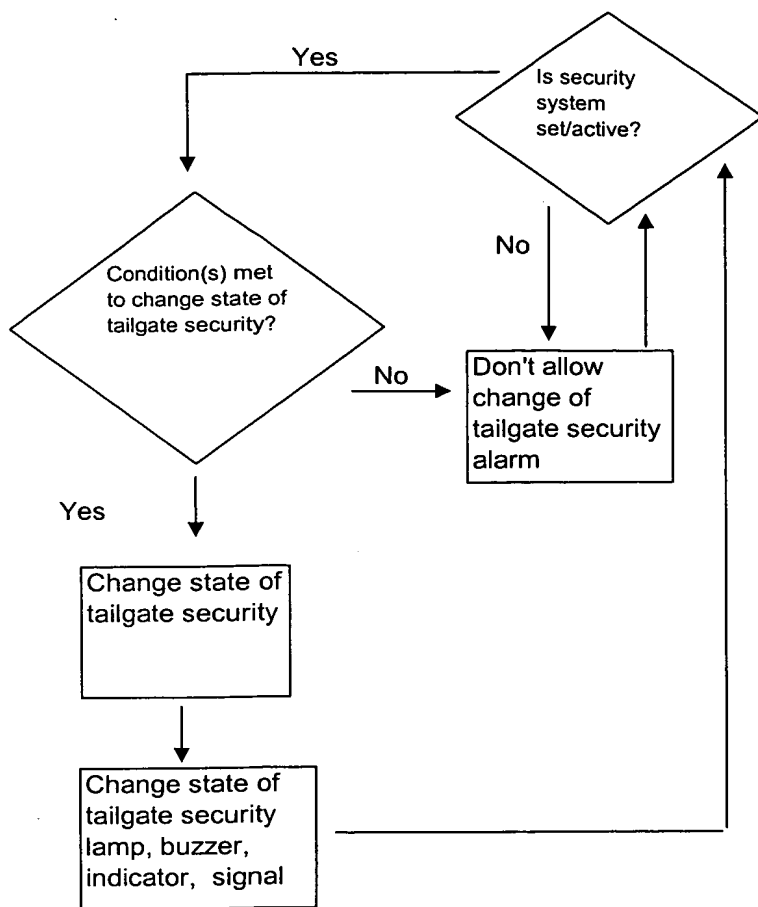 Yes
Is security
system
set/active?
No
Condition(s) met
to change state of
tailgate security?
No
Don't allow
change of
tailgate security
alarm
Yes
Change state of
tailgate security
Change state of
tailgate security
lamp, buzzer,
indicator, signal